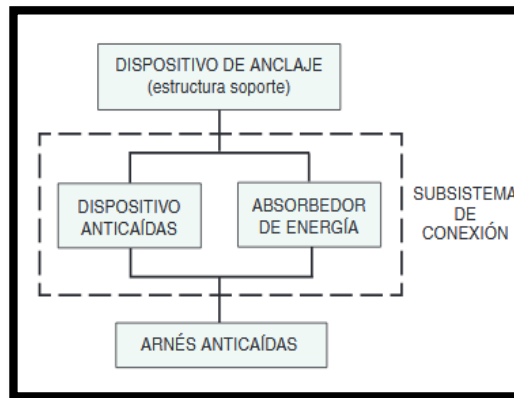 DISPOSITIVO DE ANCLAJE
(estructura soporte)
DISPOSITIVO
ANTICAÍDAS
ABSORBEDOR
DE ENERGÍA
SUBSISTEMA
DE
CONEXIÓN
ARNÉS ANTICAÍDAS